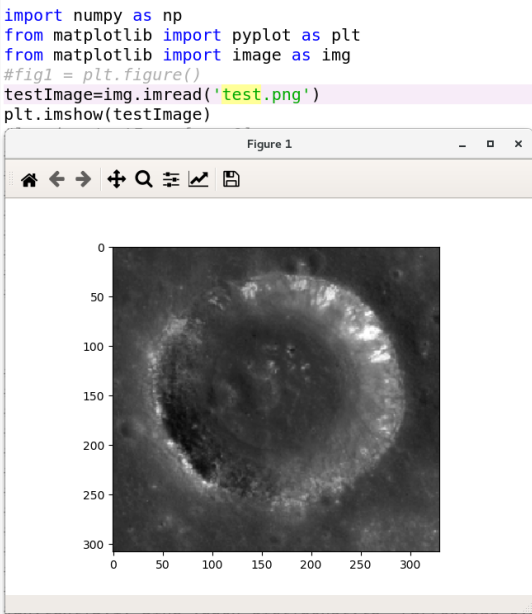 import numpy as np
from matplotlib import pyplot as plt
from matplotlib import image as img
#fig1 = plt.figure()
testImage=img.imread('test.png')
plt.imshow(testImage)
Figure 1
0
50
100
150
200
250
300
0 50 100 150 200 250 300